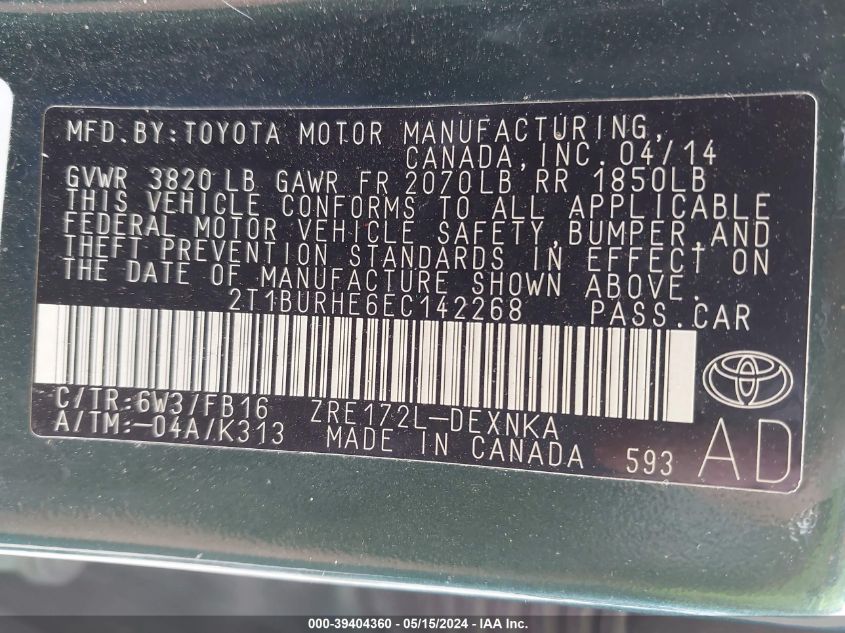 MFD.BY:TOYOTA MOTOR MANUFACTURING,
CANADA,INC. 04/14
GVWR 3820 LB GAWR FR 2070LB RR 1850LB
THIS VEHICLE CONFORMS TO ALL APPLICABLE
FEDERAL MOTOR VEHICLE SAFETY,BUMPER,AND
THEFT PREVENTION STANDARDS IN EFFECT ON
THE DATE OF MANUFACTURE SHOWN ABOVE.
2T1BURHE6EC142268 PASS.CAR
C/TR:6W3/FB16 ZRE172L-DEXNKA
A/TM:-04A/K313 MADE IN CANADA 593 AD
000-39404360 - 05/15/2024 - IAA Inc.